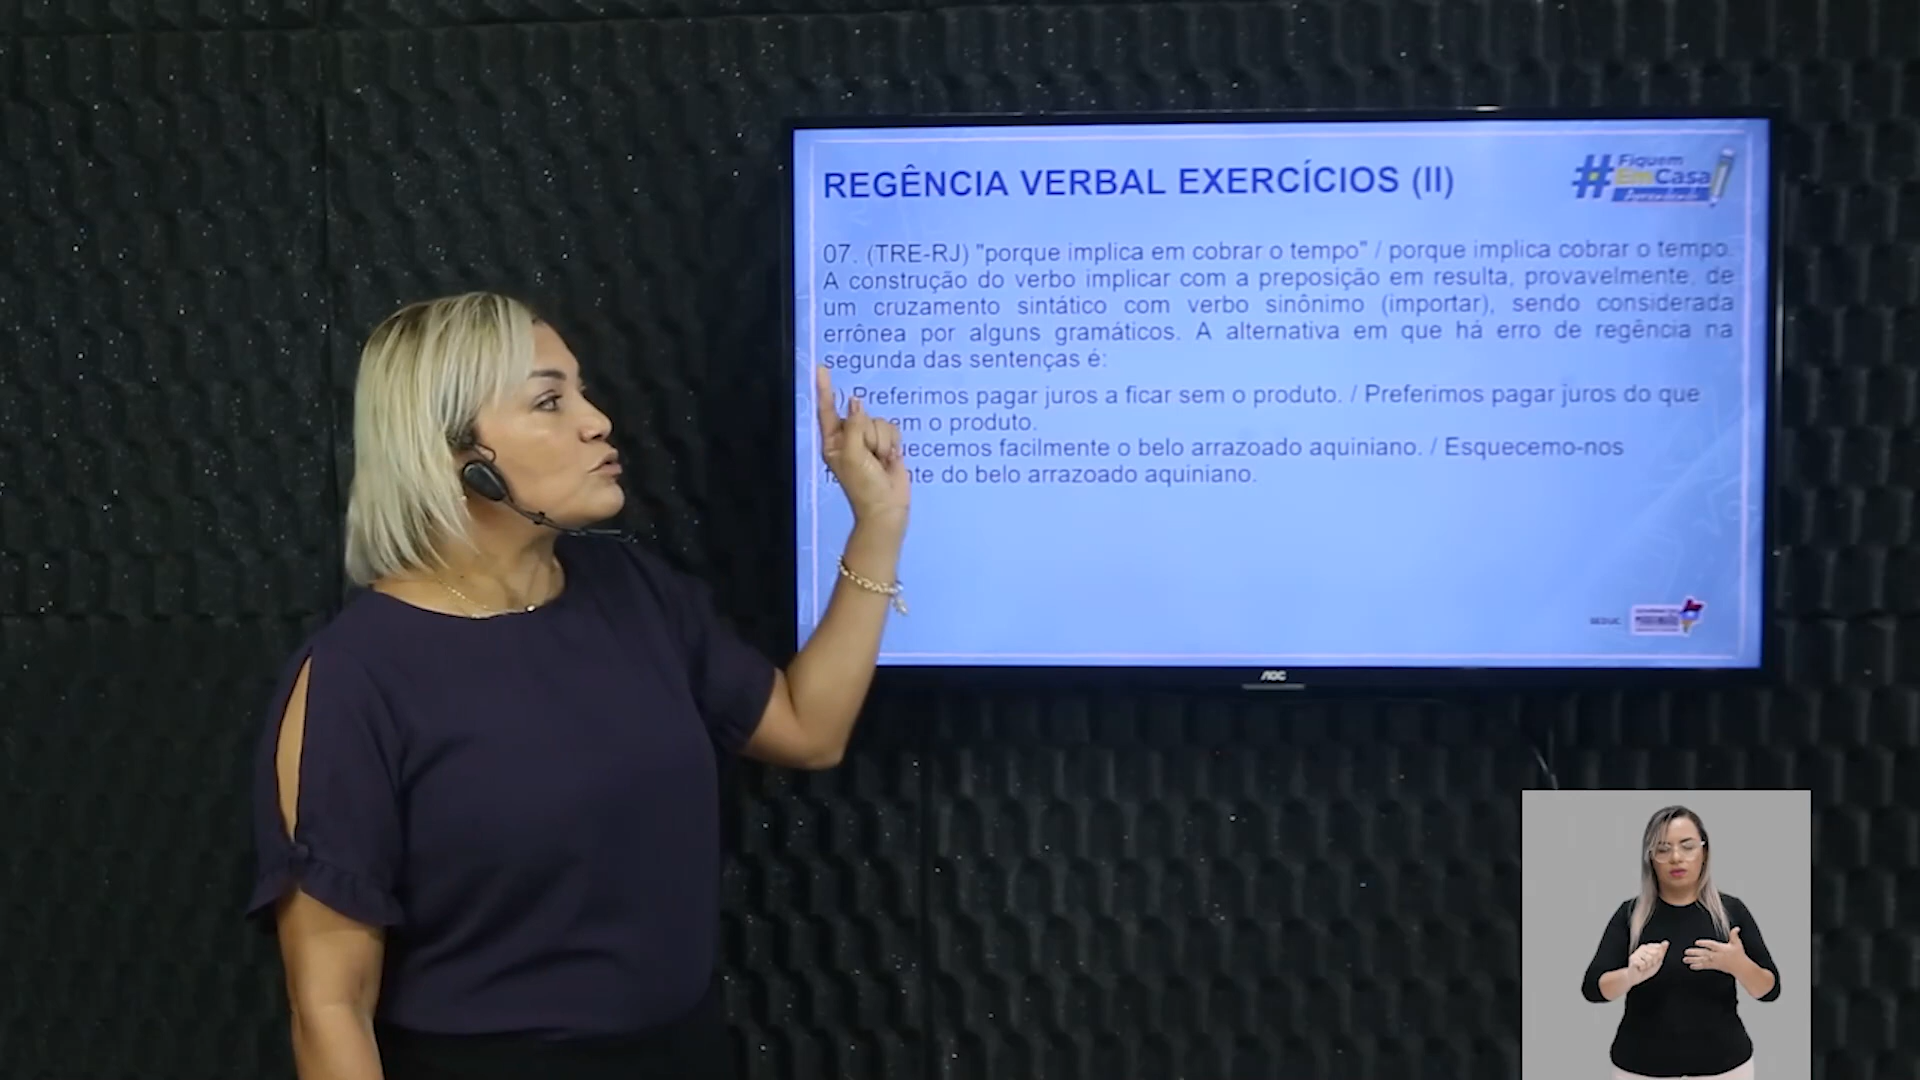 REGÊNCIA VERBAL EXERCÍCIOS (II)
#Fiquem
EmCasa
07. (TRE-RJ) "porque implica em cobrar o tempo" / porque implica cobrar o tempo.
A construção do verbo implicar com a preposição em resulta, provavelmente, de
um cruzamento sintático com verbo sinônimo (importar), sendo considerada
errônea por alguns gramáticos. A alternativa em que há erro de regência na
segunda das sentenças é:
) Preferimos pagar juros a ficar sem o produto. / Preferimos pagar juros do que
em o produto.
uecemos facilmente o belo arrazoado aquiniano. / Esquecemo-nos
te do belo arrazoado aquiniano.
SEDUC
AOC